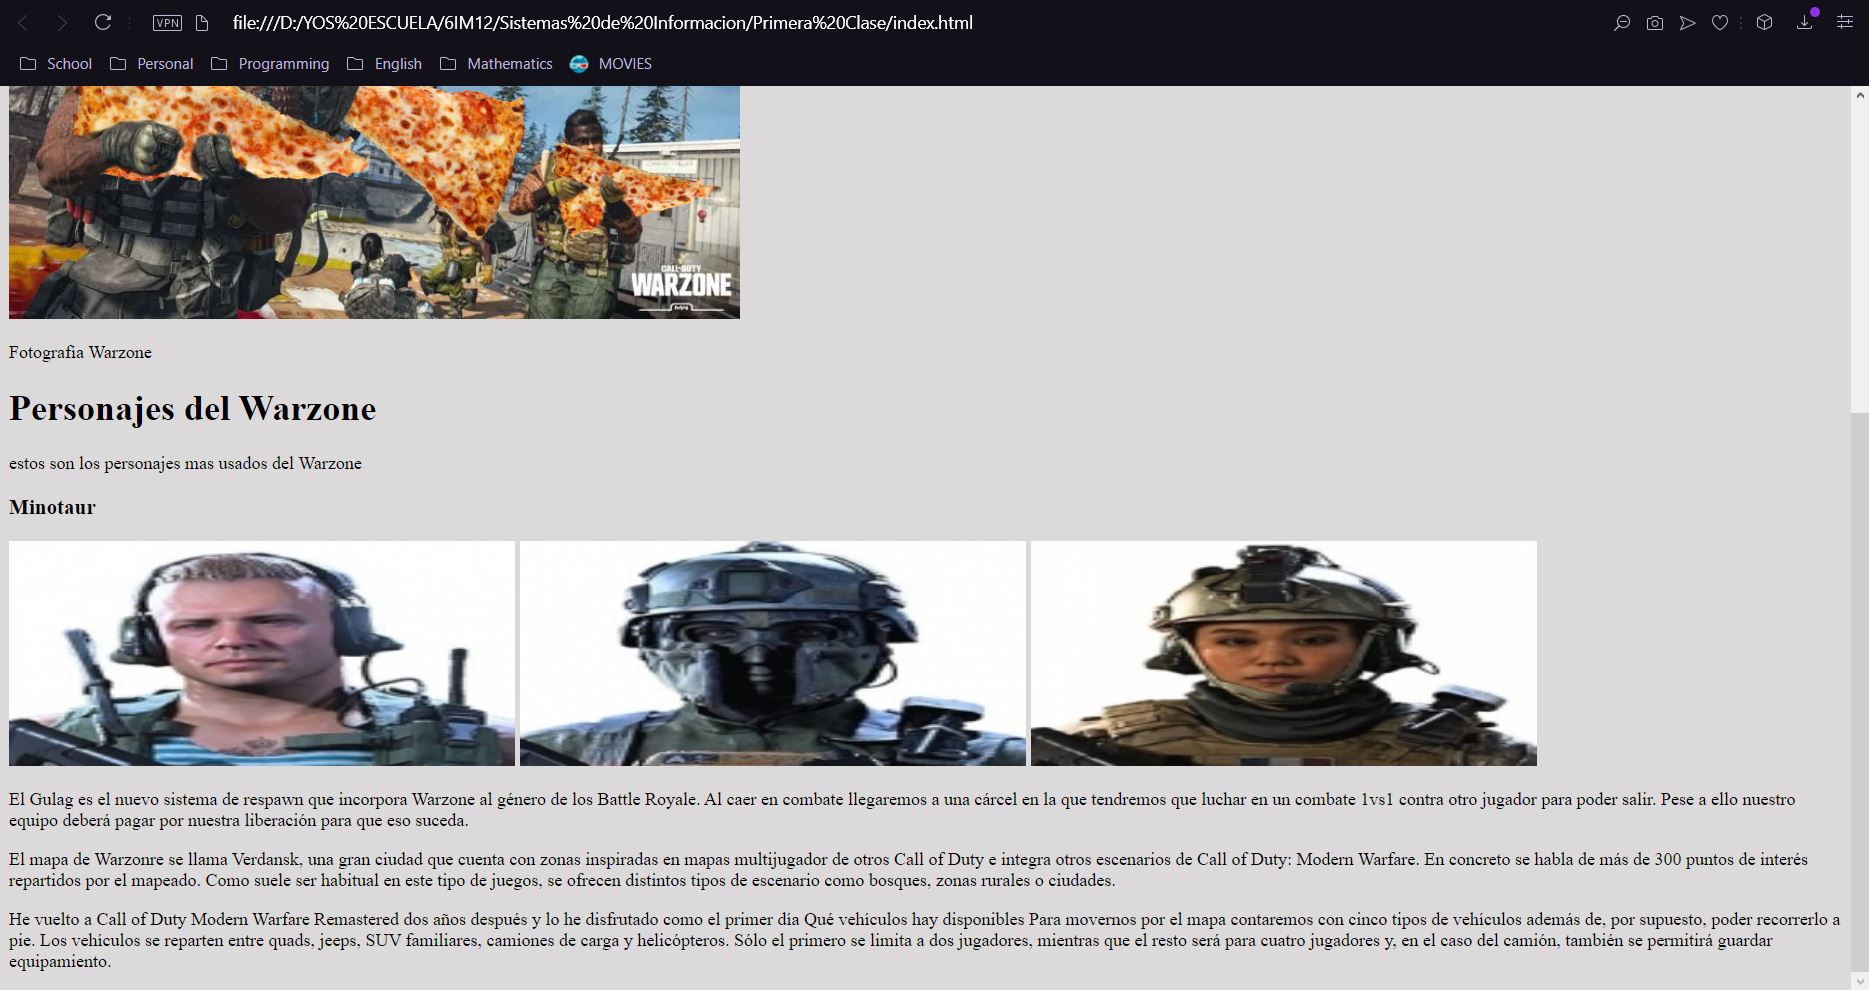 VPN
file:///D:/YOS%20ESCUELA/6IM12/Sistemas%20de%20Informacion/Primera%20Clase/index.html
School Personal Programming English Mathematics MOVIES
CALL OF DUTY
WARZONE
MW
Fotografia Warzone
Personajes del Warzone
estos son los personajes mas usados del Warzone
Minotaur
El Gulag es el nuevo sistema de respawn que incorpora Warzone al género de los Battle Royale. Al caer en combate llegaremos a una cárcel en la que tendremos que luchar en un combate 1vs1 contra otro jugador para poder salir. Pese a ello nuestro
equipo deberá pagar por nuestra liberación para que eso suceda.
El mapa de Warzonre se llama Verdansk, una gran ciudad que cuenta con zonas inspiradas en mapas multijugador de otros Call of Duty e integra otros escenarios de Call of Duty: Modern Warfare. En concreto se habla de más de 300 puntos de interés
repartidos por el mapeado. Como suele ser habitual en este tipo de juegos, se ofrecen distintos tipos de escenario como bosques, zonas rurales o ciudades.
He vuelto a Call of Duty Modern Warfare Remastered dos años después y lo he disfrutado como el primer día Qué vehículos hay disponibles Para movernos por el mapa contaremos con cinco tipos de vehículos además de, por supuesto, poder recorrerlo a
pie. Los vehículos se reparten entre quads, jeeps, SUV familiares, camiones de carga y helicópteros. Sólo el primero se limita a dos jugadores, mientras que el resto será para cuatro jugadores y, en el caso del camión, también se permitirá guardar
equipamiento.